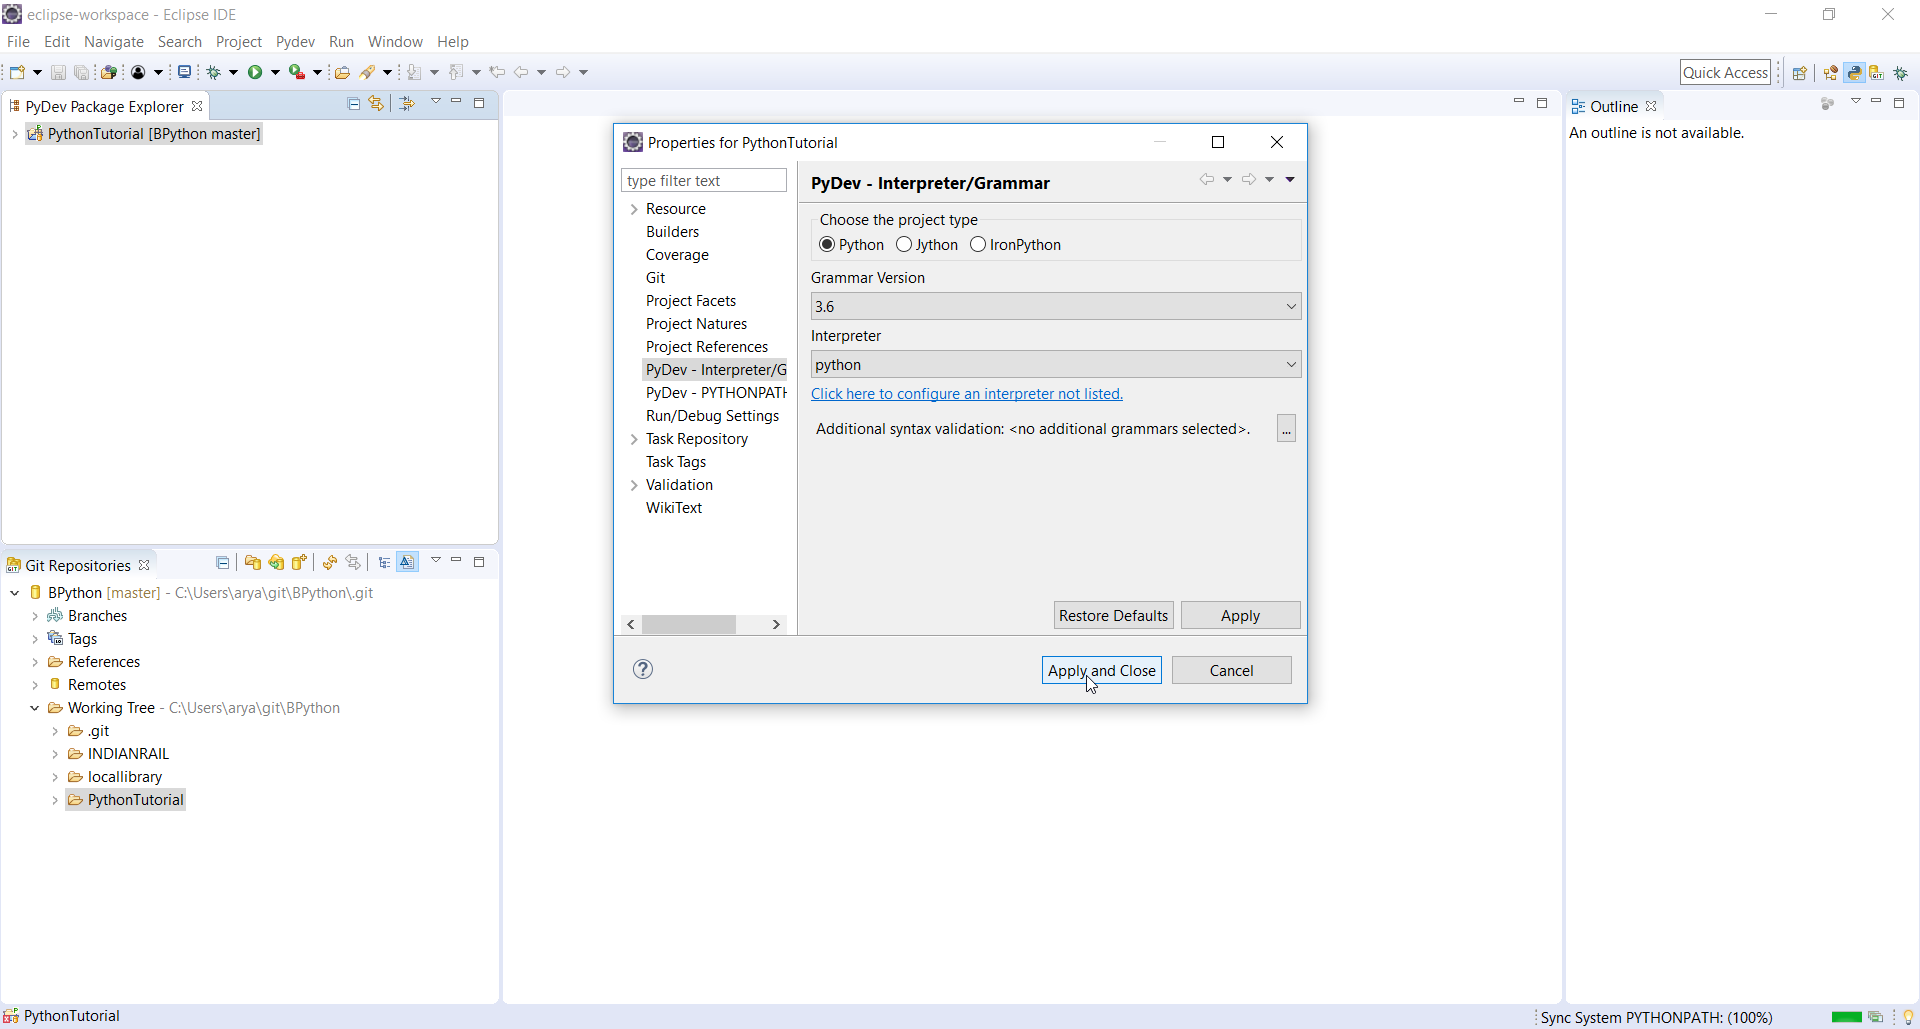 eclipse-workspace - Eclipse IDE
File Edit Navigate Search Project Pydev Run Window Help
Quick Access
PyDev Package Explorer
PythonTutorial [BPython master]
Git Repositories
BPython [master] - C:\Users\arya\git\BPython\.git
Branches
Tags
References
Remotes
Working Tree - C:\Users\arya\git\BPython
.git
INDIANRAIL
locallibrary
PythonTutorial
Properties for PythonTutorial
type filter text
Resource
Builders
Coverage
Git
Project Facets
Project Natures
Project References
PyDev - Interpreter/G
PyDev - PYTHONPATH
Run/Debug Settings
Task Repository
Task Tags
Validation
WikiText
PyDev - Interpreter/Grammar
Choose the project type
Python Jython IronPython
Grammar Version
3.6
Interpreter
python
Click here to configure an interpreter not listed.
Additional syntax validation: <no additional grammars selected>.
...
Restore Defaults Apply
Apply and Close Cancel
Outline
An outline is not available.
PythonTutorial
Sync System PYTHONPATH: (100%)